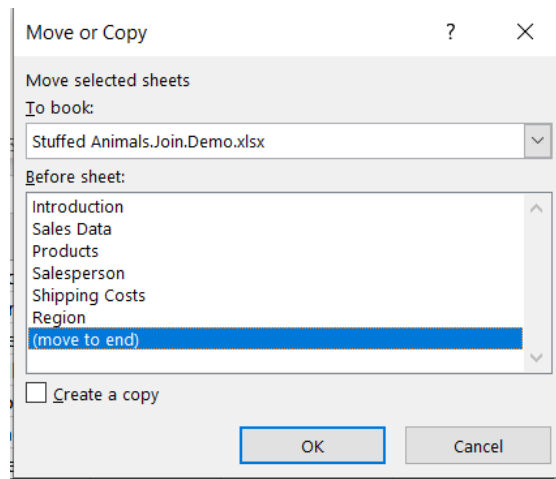 Move or Copy ?
Move selected sheets
To book:
Stuffed Animals.Join.Demo.xlsx
Before sheet:
Introduction
Sales Data
Products
Salesperson
Shipping Costs
Region
(move to end)
Create a copy
OK Cancel